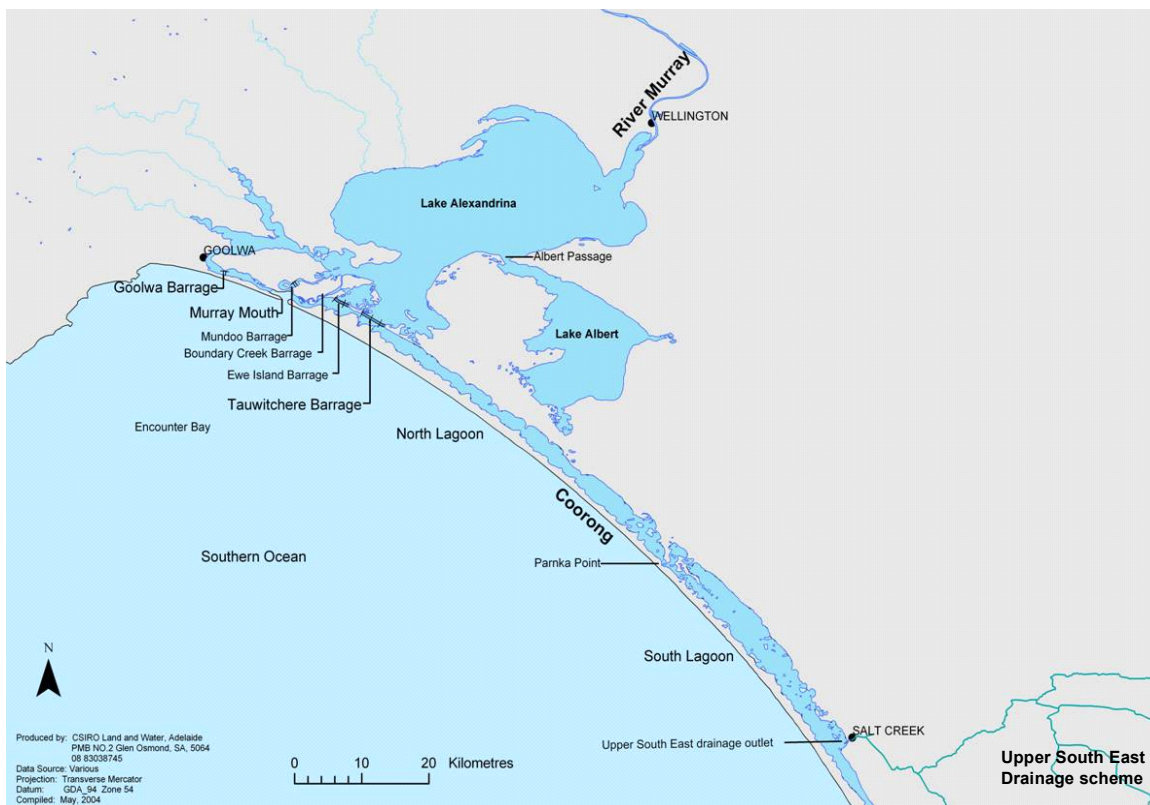 River Murray
WELLINGTON
Lake Alexandrina
GOOLWA
Albert Passage
Goolwa Barrage
Murray Mouth
Mundoo Barrage
Lake Albert
Boundary Creek Barrage
Ewe Island Barrage
Tauwitchere Barrage
Encounter Bay
North Lagoon
Coorong
Southern Ocean
Parnka Point
N
South Lagoon
SALT CREEK
Upper South East drainage outlet
Upper South East
Drainage scheme
Produced by: CSIRO Land and Water, Adelaide
PMB NO.2 Glen Osmond, SA, 5064
08 83038745
Data Source: Various
Projection: Transverse Mercator
Datum: GDA_94 Zone 54
Compiled: May, 2004
0 10 20 Kilometres